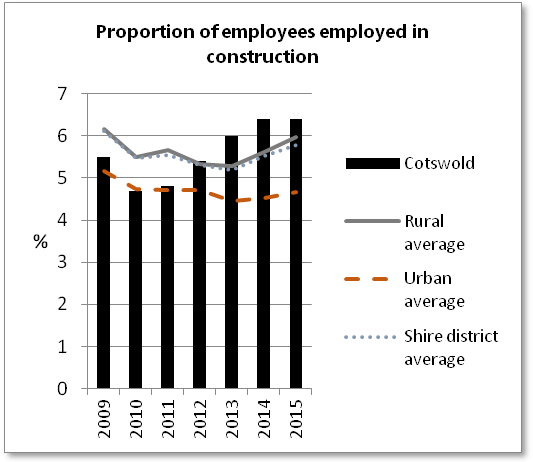 Proportion of employees employed in
construction
7
6
5
4
3
2
1
0
%
2009
2010
2011
2012
2013
2014
2015
Cotswold
Rural
average
Urban
average
Shire district
average